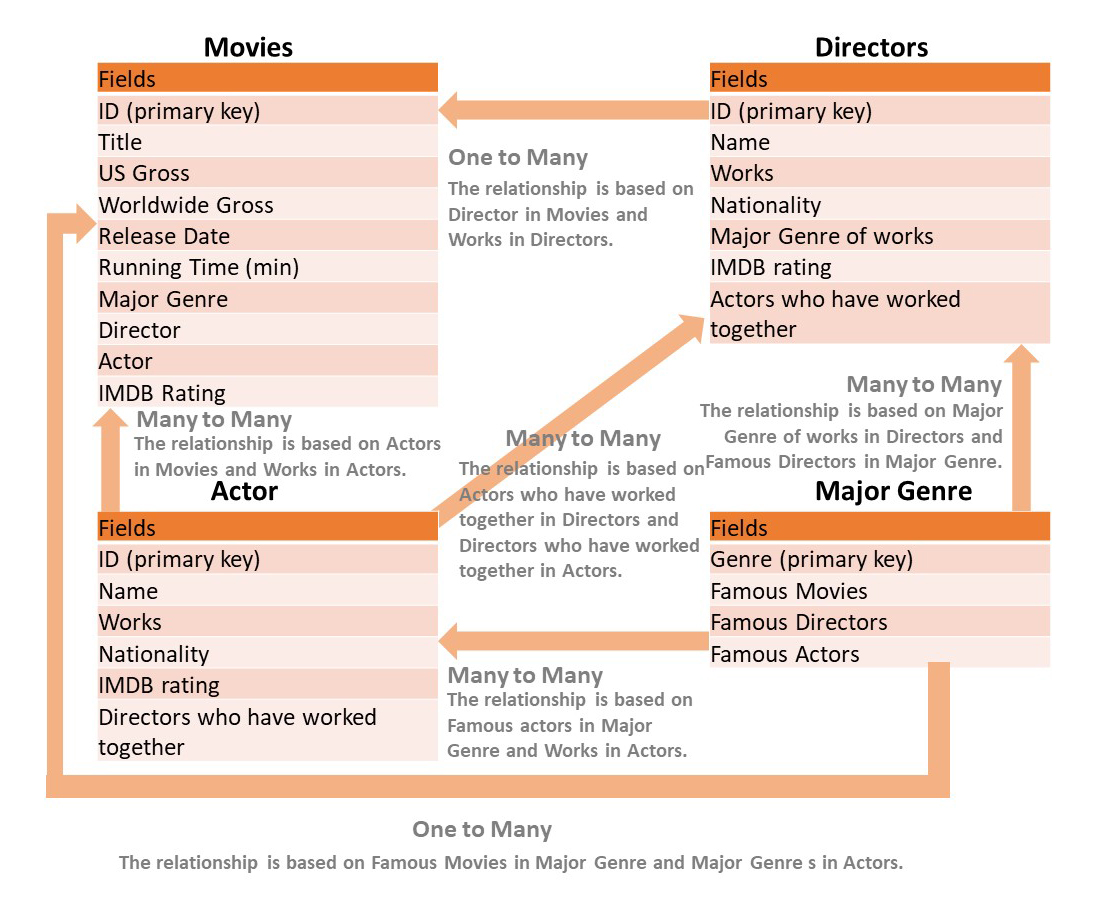 Movies
Fields
ID (primary key)
Title
US Gross
Worldwide Gross
Release Date
Running Time (min)
Major Genre
Director
Actor
IMDB Rating
One to Many
The relationship is based on
Director in Movies and
Works in Directors.
Directors
Fields
ID (primary key)
Name
Works
Nationality
Major Genre of works
IMDB rating
Actors who have worked
together
Many to Many
The relationship is based on Actors
in Movies and Works in Actors.
Many to Many
The relationship is based on
Actors who have worked
together in Directors and
Directors who have worked
together in Actors.
Many to Many
The relationship is based on Major
Genre of works in Directors and
Famous Directors in Major Genre.
Actor
Fields
ID (primary key)
Name
Works
Nationality
IMDB rating
Directors who have worked
together
Major Genre
Fields
Genre (primary key)
Famous Movies
Famous Directors
Famous Actors
Many to Many
The relationship is based on
Famous actors in Major
Genre and Works in Actors.
One to Many
The relationship is based on Famous Movies in Major Genre and Major Genre s in Actors.